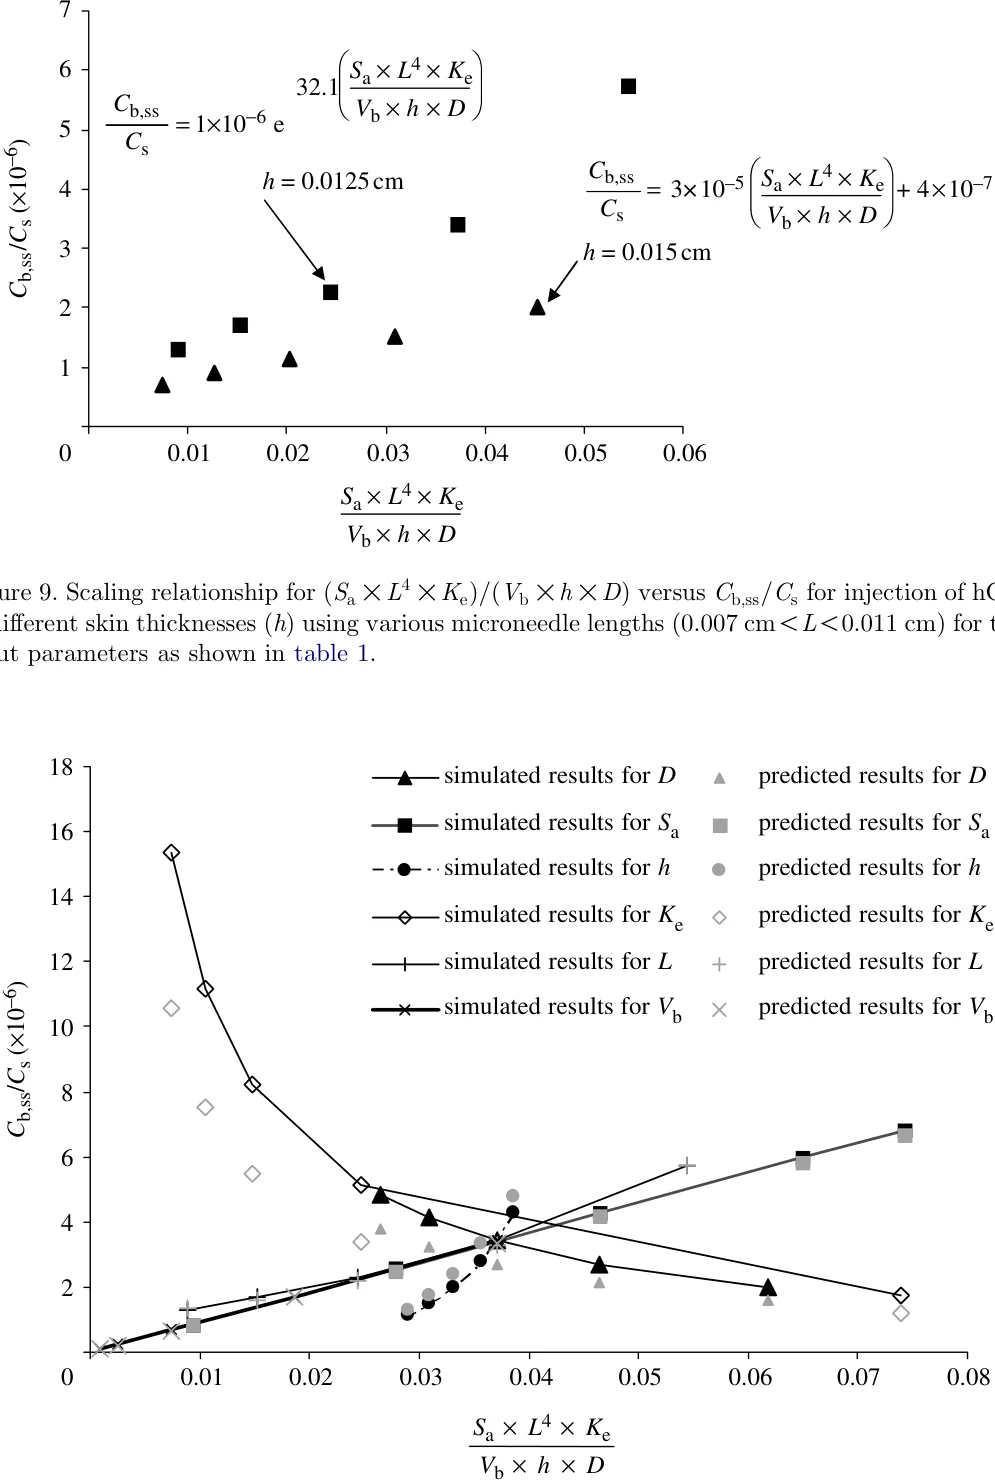 7
6
5
4
3
2
1
0
0.01 0.02 0.03 0.04 0.05 0.06
C_b,ss/C_s (×10⁻⁶)
C_b,ss / C_s = 1×10⁻⁶ e 32.1 (S_a × L⁴ × K_e / V_b × h × D)
h = 0.0125 cm
C_b,ss / C_s = 3×10⁻⁵ (S_a × L⁴ × K_e / V_b × h × D) + 4×10⁻⁷
h = 0.015 cm
S_a × L⁴ × K_e
V_b × h × D
ure 9. Scaling relationship for (S_a × L⁴ × K_e)/(V_b × h × D) versus C_b,ss/C_s for injection of hG
ifferent skin thicknesses (h) using various microneedle lengths (0.007 cm<L<0.011 cm) for t
ut parameters as shown in table 1.
18
16
14
12
10
8
6
4
2
0
0.01 0.02 0.03 0.04 0.05 0.06 0.07 0.08
C_b,ss/C_s (×10⁻⁶)
simulated results for D predicted results for D
simulated results for S_a predicted results for S_a
simulated results for h predicted results for h
simulated results for K_e predicted results for K_e
simulated results for L predicted results for L
simulated results for V_b predicted results for V_b
S_a × L⁴ × K_e
V_b × h × D